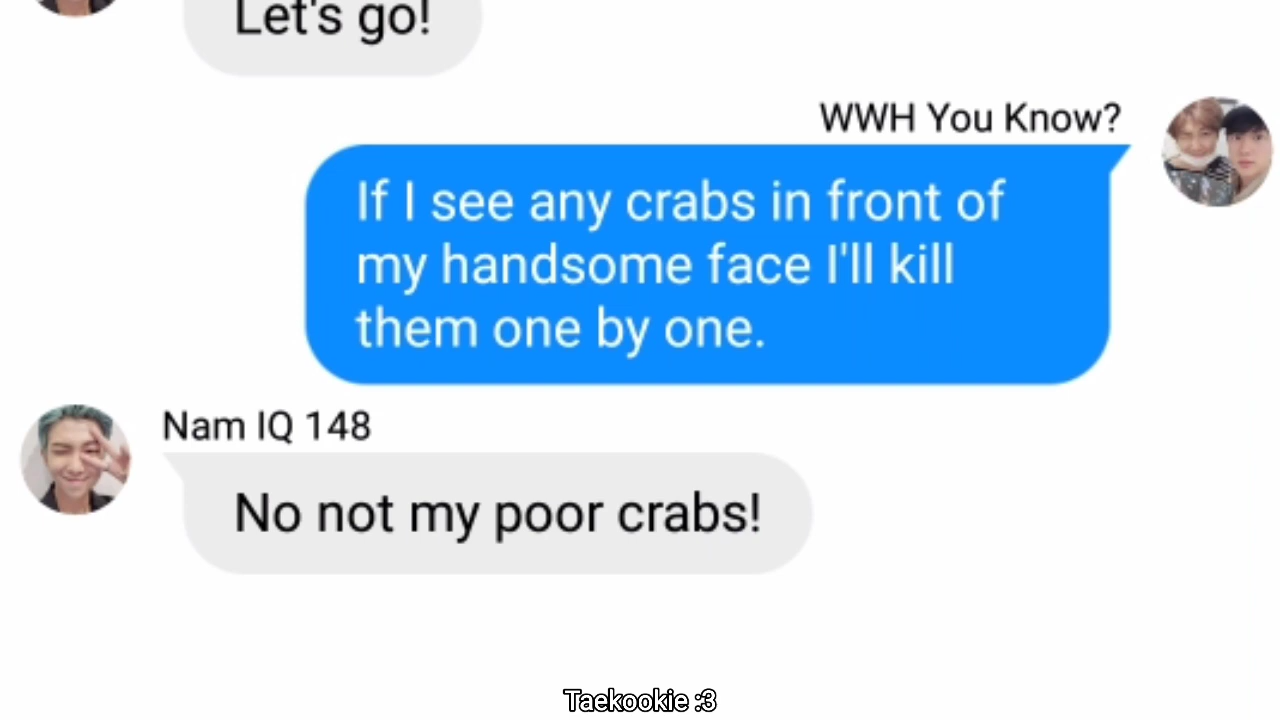 Let's go!
WWH You Know?
If I see any crabs in front of
my handsome face I'll kill
them one by one.
Nam IQ 148
No not my poor crabs!
Taekookie :3